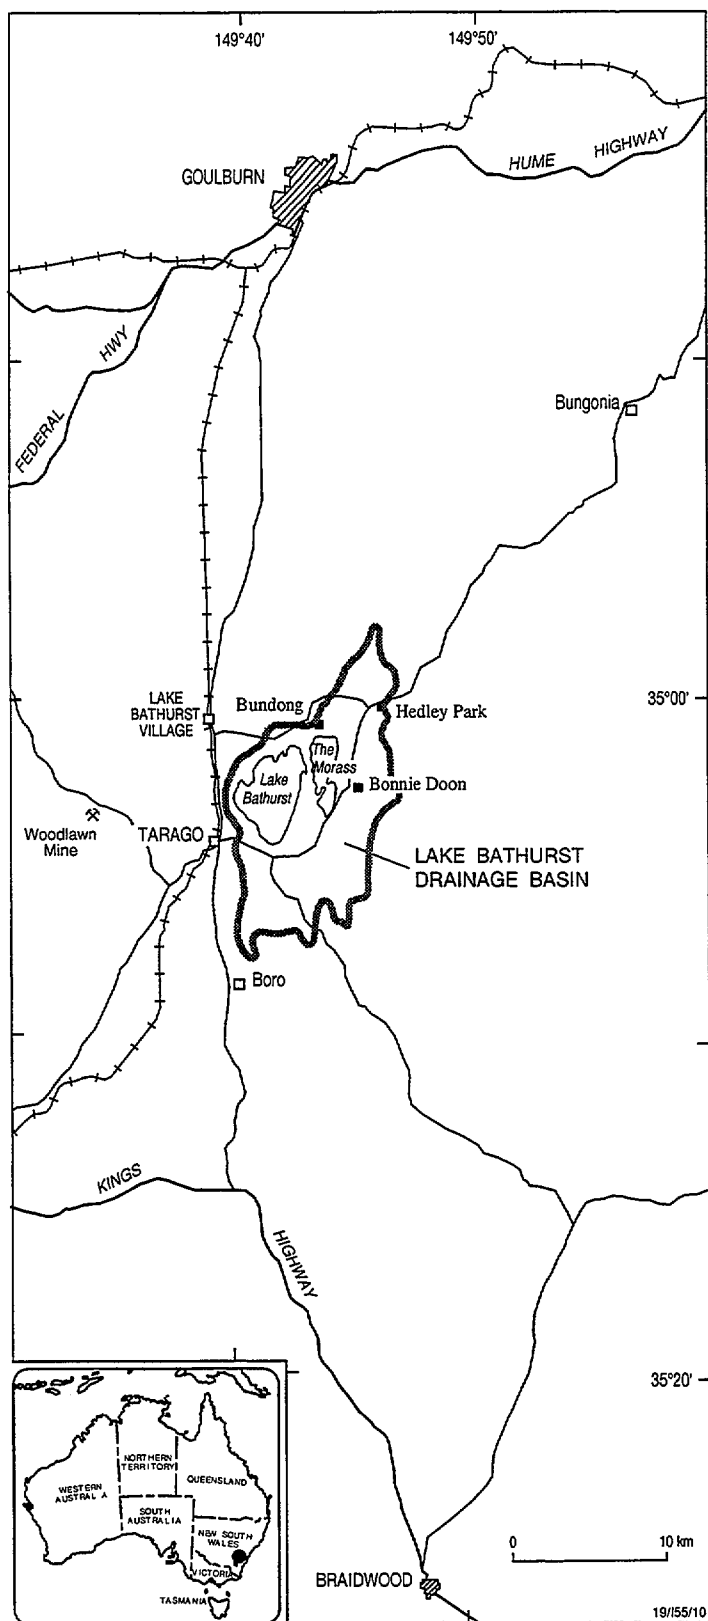 149°40'
149°50'
GOULBURN
HUME
HIGHWAY
HWY
FEDERAL
Bungonia
35°00'
LAKE
BATHURST
VILLAGE
Bundong
Hedley Park
The
Morass
Lake
Bathurst
Bonnie Doon
Woodlawn
Mine
TARAGO
LAKE BATHURST
DRAINAGE BASIN
Boro
KINGS
HIGHWAY
35°20'
NORTHERN
TERRITORY
QUEENSLAND
WESTERN
AUSTRALIA
SOUTH
AUSTRALIA
NEW SOUTH
WALES
VICTORIA
TASMANIA
0
10 km
BRAIDWOOD
19/I55/10